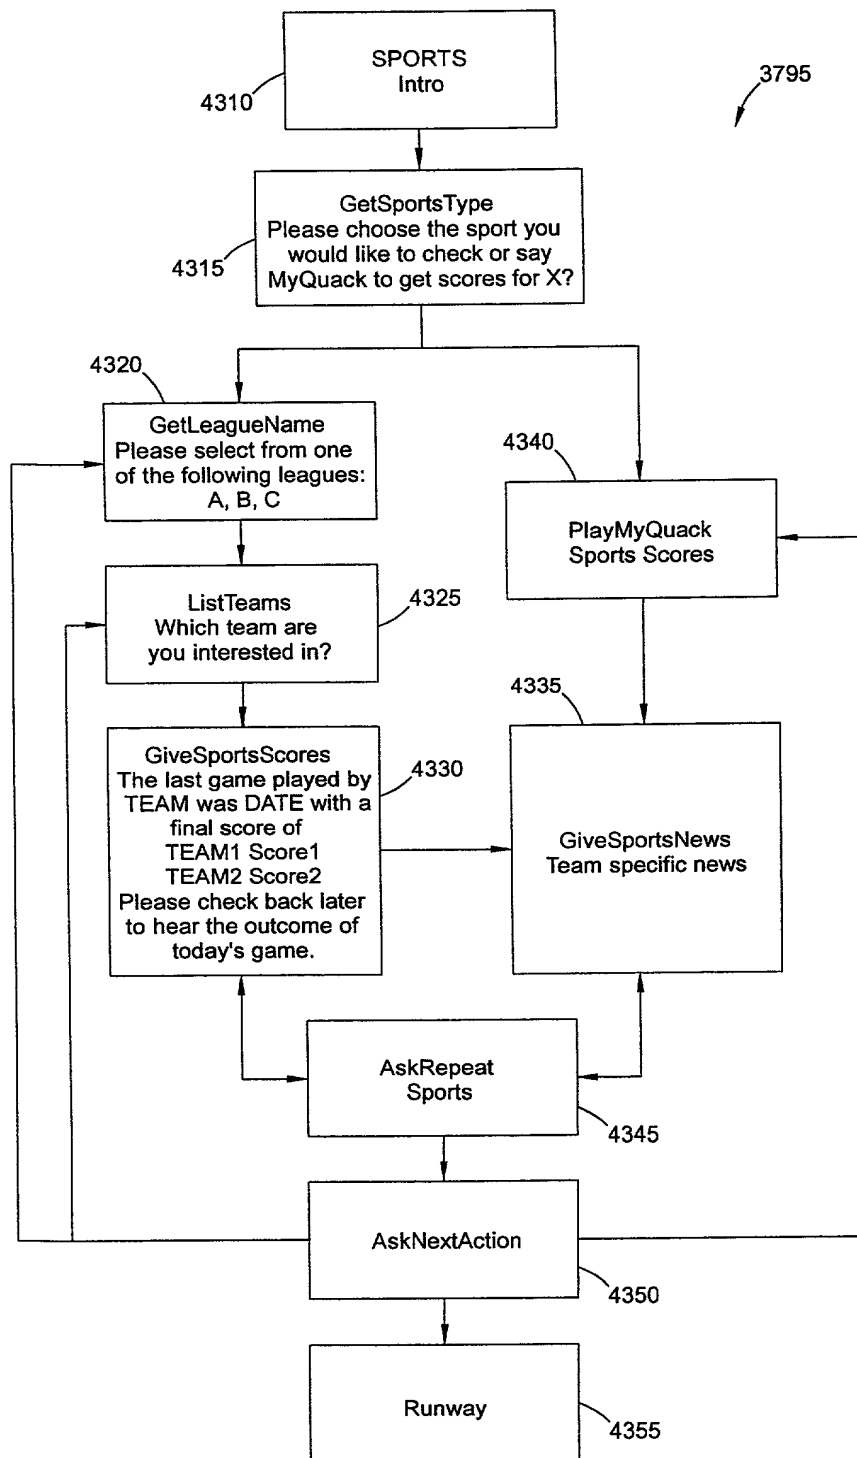 SPORTS
Intro
4310
3795
GetSportsType
Please choose the sport you
would like to check or say
MyQuack to get scores for X?
4315
4320
GetLeagueName
Please select from one
of the following leagues:
A, B, C
4340
PlayMyQuack
Sports Scores
ListTeams
Which team are
you interested in?
4325
4335
GiveSportsScores
The last game played by
TEAM was DATE with a
final score of
TEAM1 Score1
TEAM2 Score2
Please check back later
to hear the outcome of
today's game.
4330
GiveSportsNews
Team specific news
AskRepeat
Sports
4345
AskNextAction
4350
Runway
4355